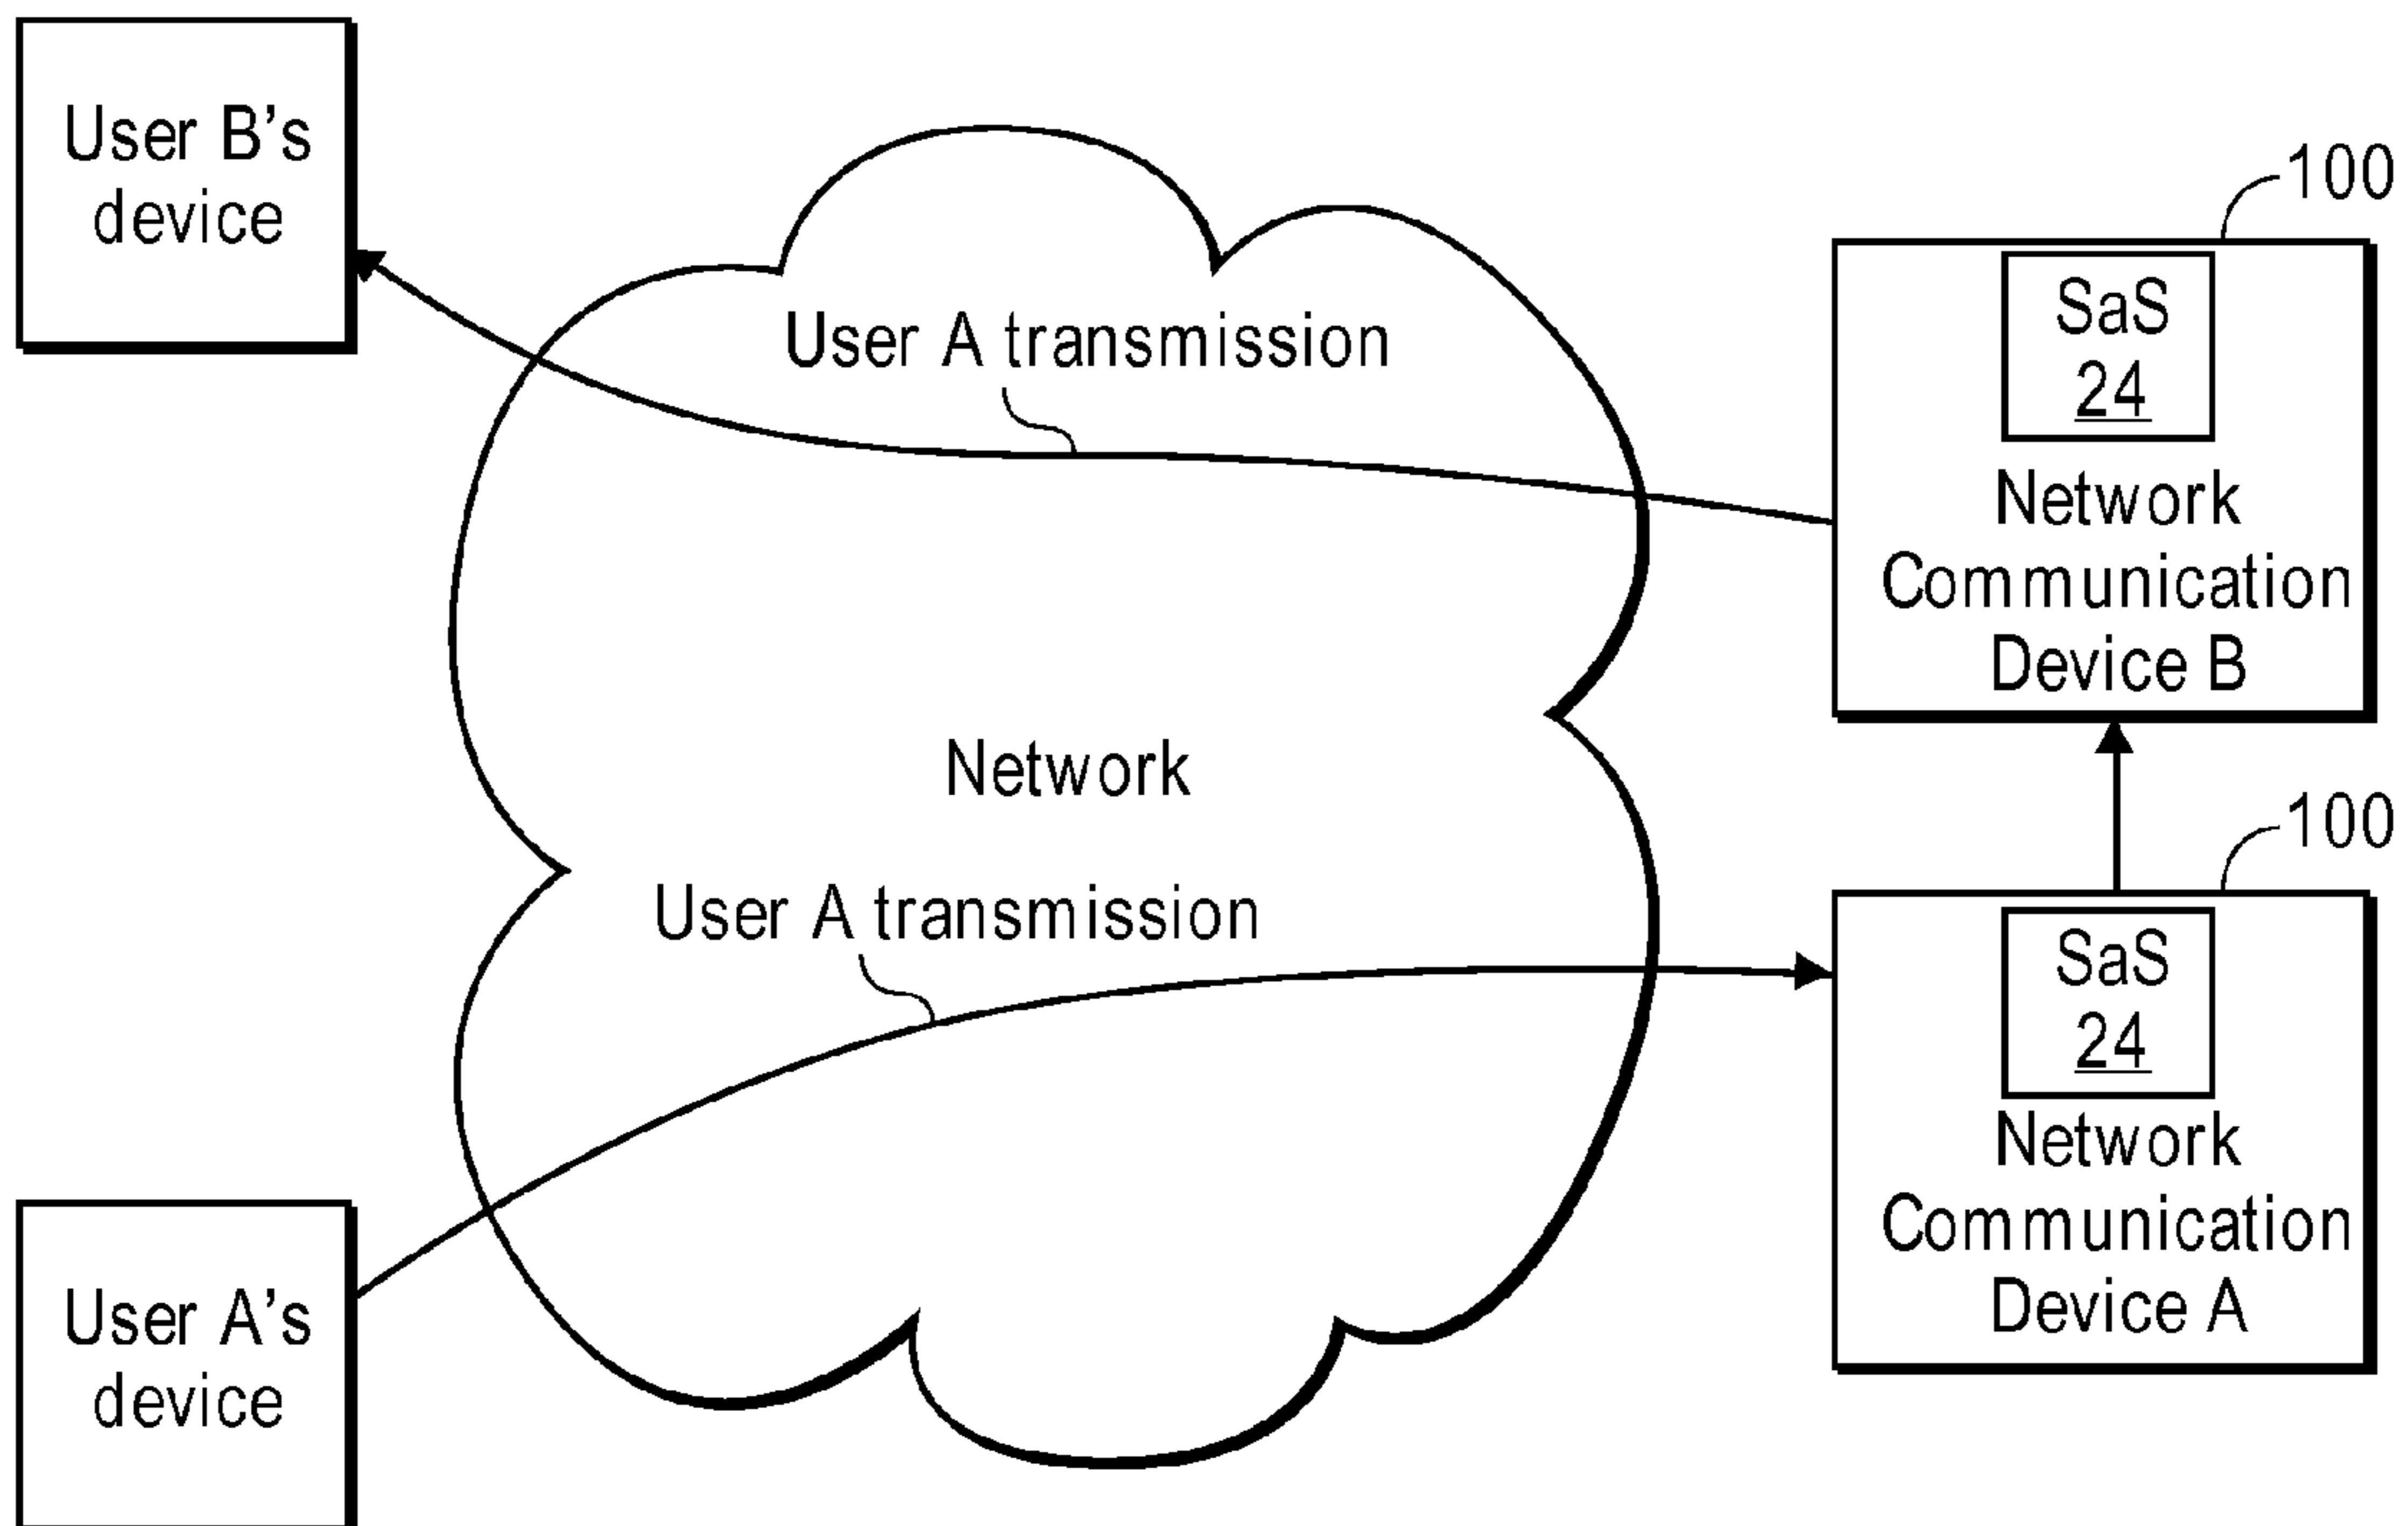 User B's
device
User A transmission
100
SaS
24
Network
Communication
Device B
Network
User A transmission
100
SaS
24
Network
Communication
Device A
User A's
device